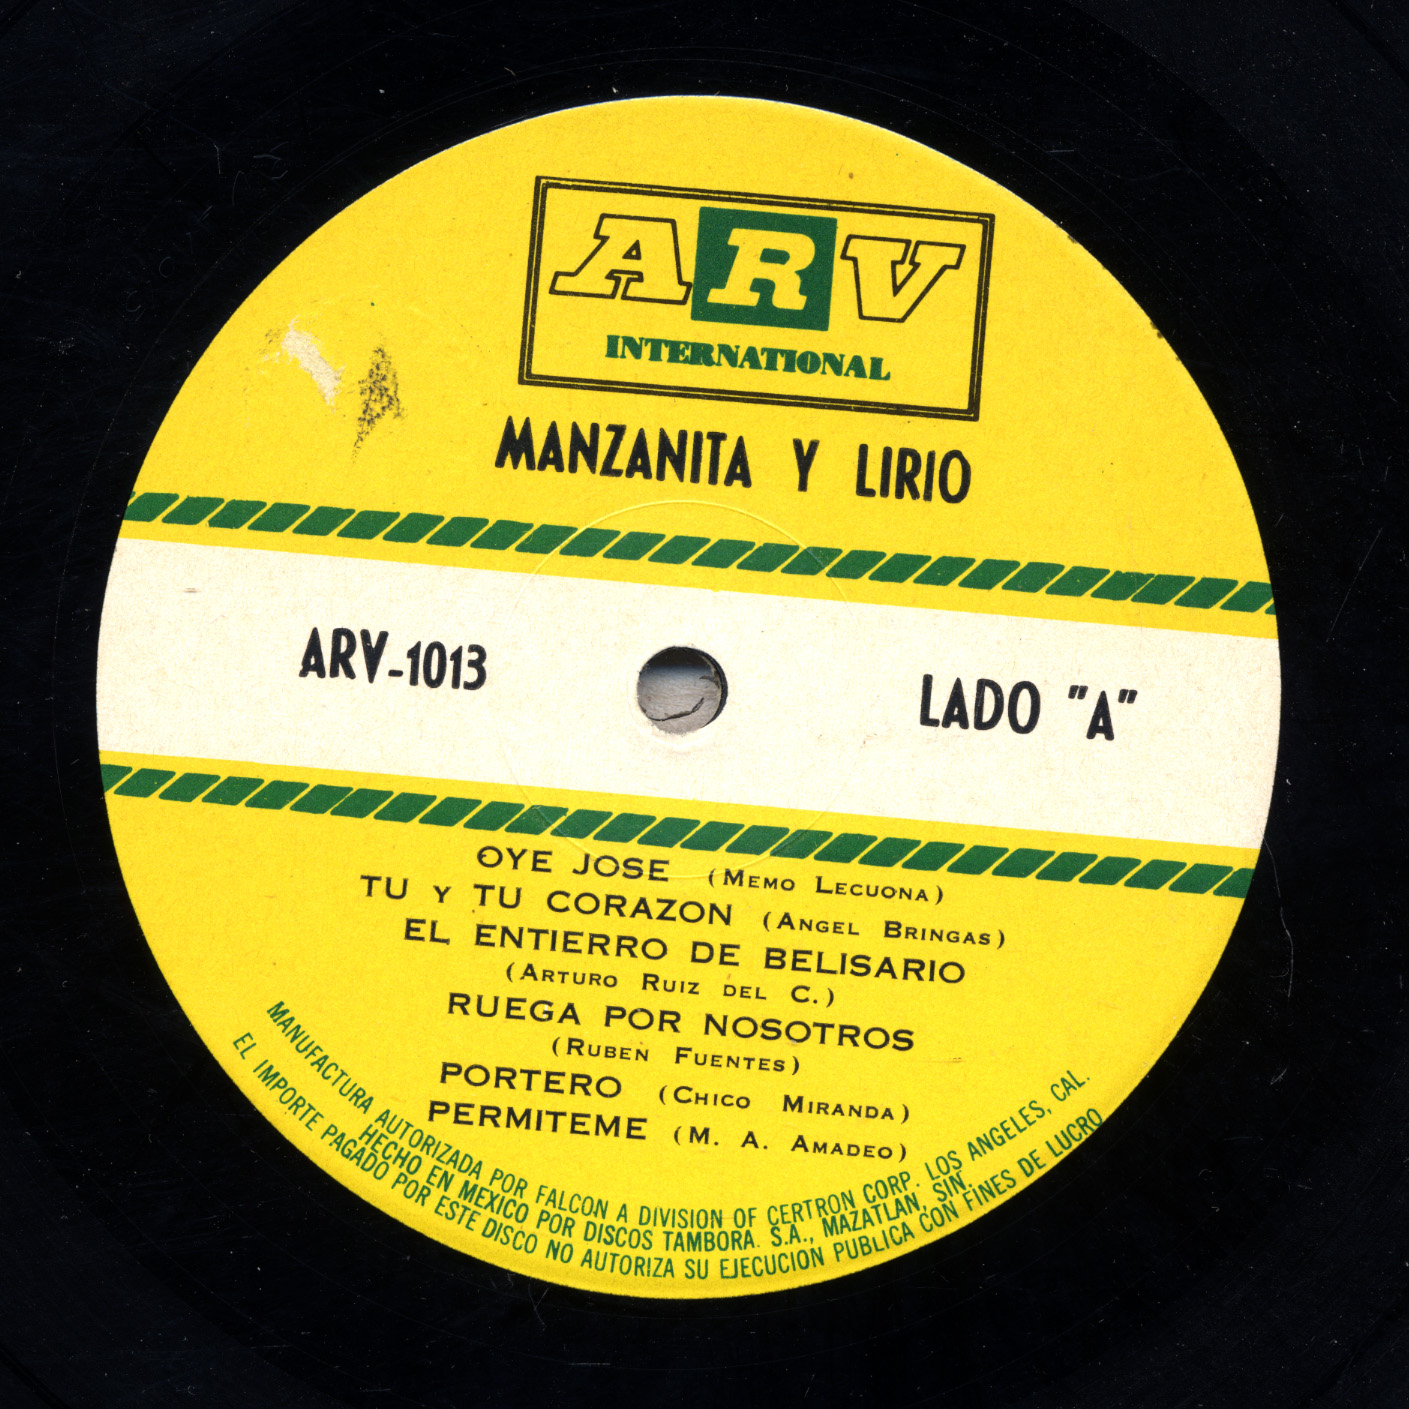 ARV
INTERNATIONAL
MANZANITA Y LIRIO
ARV-1013
LADO "A"
OYE JOSE (MEMO LECUONA)
TU Y TU CORAZON (ANGEL BRINGAS)
EL ENTIERRO DE BELISARIO
(ARTURO RUIZ DEL C.)
RUEGA POR NOSOTROS
(RUBEN FUENTES)
PORTERO (CHICO MIRANDA)
PERMITEME (M. A. AMADEO)
MANUFACTURA AUTORIZADA POR FALCON A DIVISION OF CERTRON CORP. LOS ANGELES, CAL.
HECHO EN MEXICO POR DISCOS TAMBORA. S.A., MAZATLAN, SIN.
EL IMPORTE PAGADO POR ESTE DISCO NO AUTORIZA SU EJECUCION PUBLICA CON FINES DE LUCRO